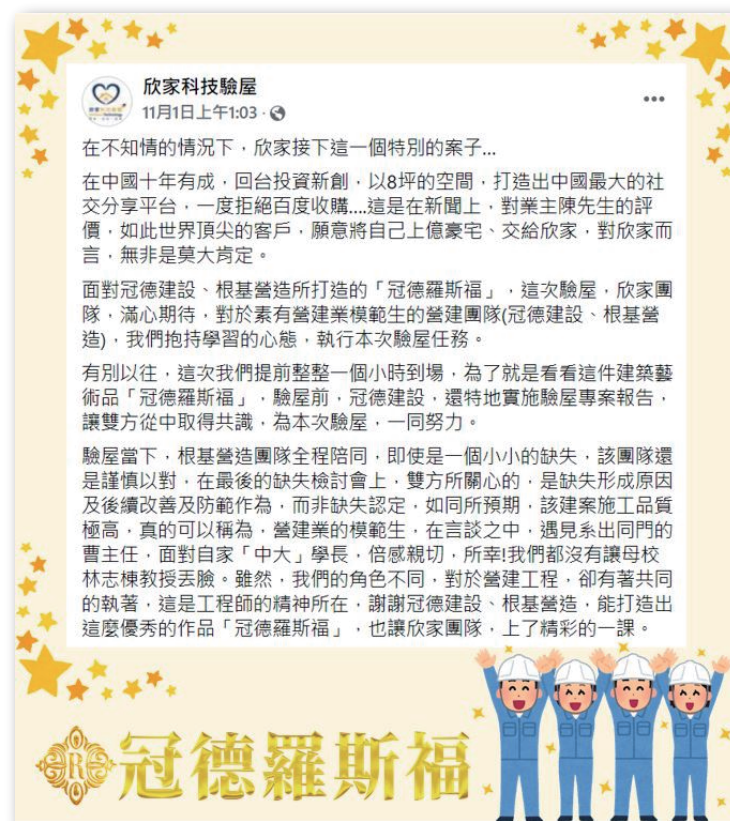 欣家科技驗屋
11月1日上午1:03 ·
在不知情的情況下，欣家接下這一個特別的案子...
在中國十年有成，回台投資新創，以8坪的空間，打造出中國最大的社
交分享平台，一度拒絕百度收購....這是在新聞上，對業主陳先生的評
價，如此世界頂尖的客戶，願意將自己上億豪宅、交給欣家，對欣家而
言，無非是莫大肯定。
面對冠德建設、根基營造所打造的「冠德羅斯福」，這次驗屋，欣家團
隊，滿心期待，對於素有營建業模範生的營建團隊(冠德建設、根基營
造)，我們抱持學習的心態，執行本次驗屋任務。
有別以往，這次我們提前整整一個小時到場，為了就是看看這件建築藝
術品「冠德羅斯福」，驗屋前，冠德建設，還特地實施驗屋專案報告，
讓雙方從中取得共識，為本次驗屋，一同努力。
驗屋當下，根基營造團隊全程陪同，即使是一個小小的缺失，該團隊還
是謹慎以對，在最後的缺失檢討會上，雙方所關心的，是缺失形成原因
及後續改善及防範作為，而非缺失認定，如同所預期，該建案施工品質
極高，真的可以稱為，營建業的模範生，在言談之中，遇見系出同門的
曹主任，面對自家「中大」學長，倍感親切，所幸!我們都沒有讓母校
林志棟教授丟臉。雖然，我們的角色不同，對於營建工程，卻有著共同
的執著，這是工程師的精神所在，謝謝冠德建設、根基營造，能打造出
這麼優秀的作品「冠德羅斯福」，也讓欣家團隊，上了精彩的一課。
R 冠德羅斯福